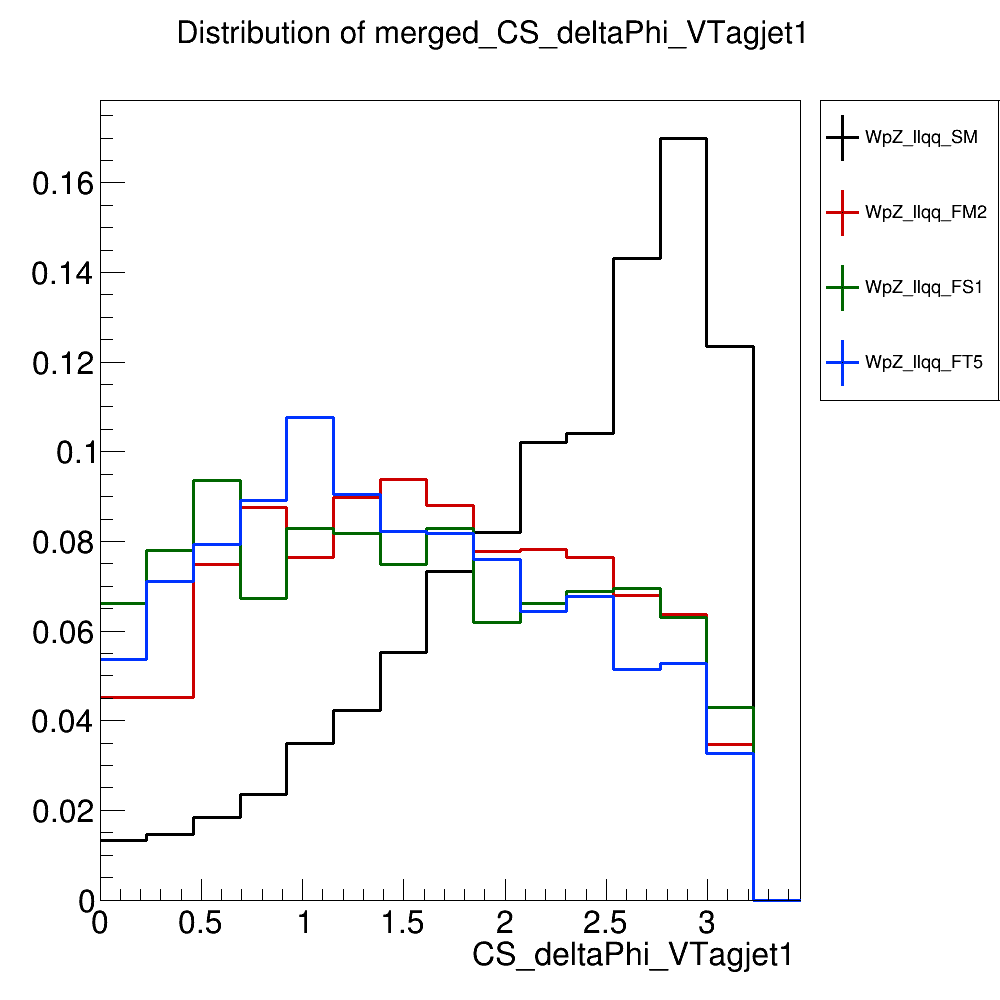 Distribution of merged_CS_deltaPhi_VTagjet1
WpZ_llqq_SM
WpZ_llqq_FM2
WpZ_llqq_FS1
WpZ_llqq_FT5
0.16
0.14
0.12
0.1
0.08
0.06
0.04
0.02
0
0 0.5 1 1.5 2 2.5 3
CS_deltaPhi_VTagjet1